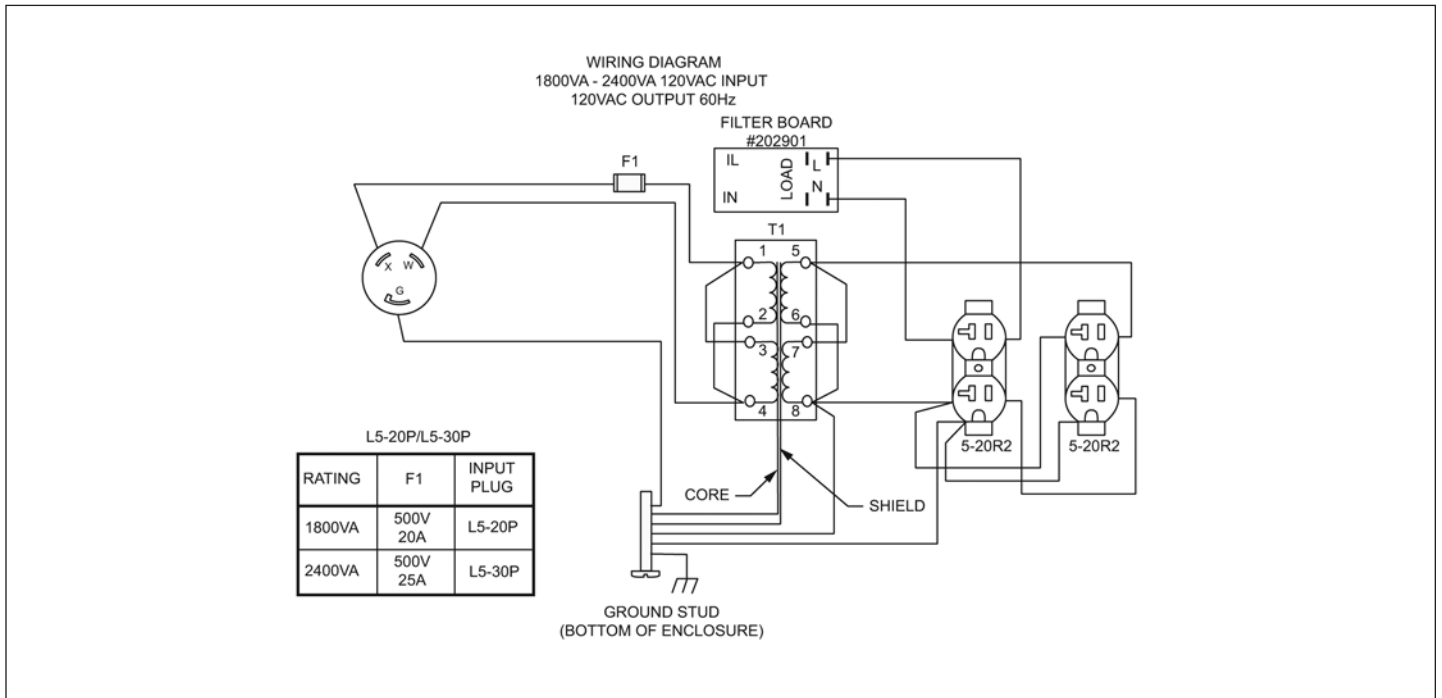 WIRING DIAGRAM
1800VA - 2400VA 120VAC INPUT
120VAC OUTPUT 60Hz
FILTER BOARD
#202901
IL
IN
LOAD
L
N
F1
X
W
G
T1
1
5
2
6
3
7
4
8
5-20R2
5-20R2
CORE
SHIELD
L5-20P/L5-30P
RATING F1 INPUT PLUG
1800VA 500V 20A L5-20P
2400VA 500V 25A L5-30P
GROUND STUD
(BOTTOM OF ENCLOSURE)